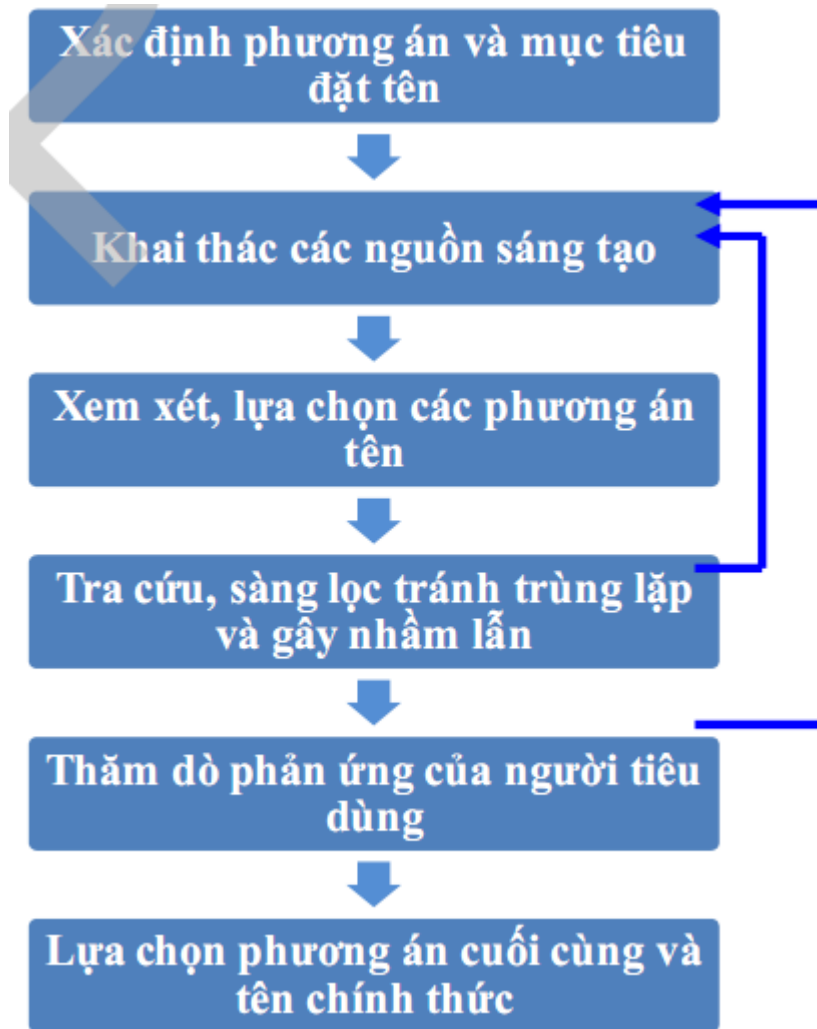 Xác định phương án và mục tiêu
đặt tên
Khai thác các nguồn sáng tạo
Xem xét, lựa chọn các phương án
tên
Tra cứu, sàng lọc tránh trùng lặp
và gây nhầm lẫn
Thăm dò phản ứng của người tiêu
dùng
Lựa chọn phương án cuối cùng và
tên chính thức